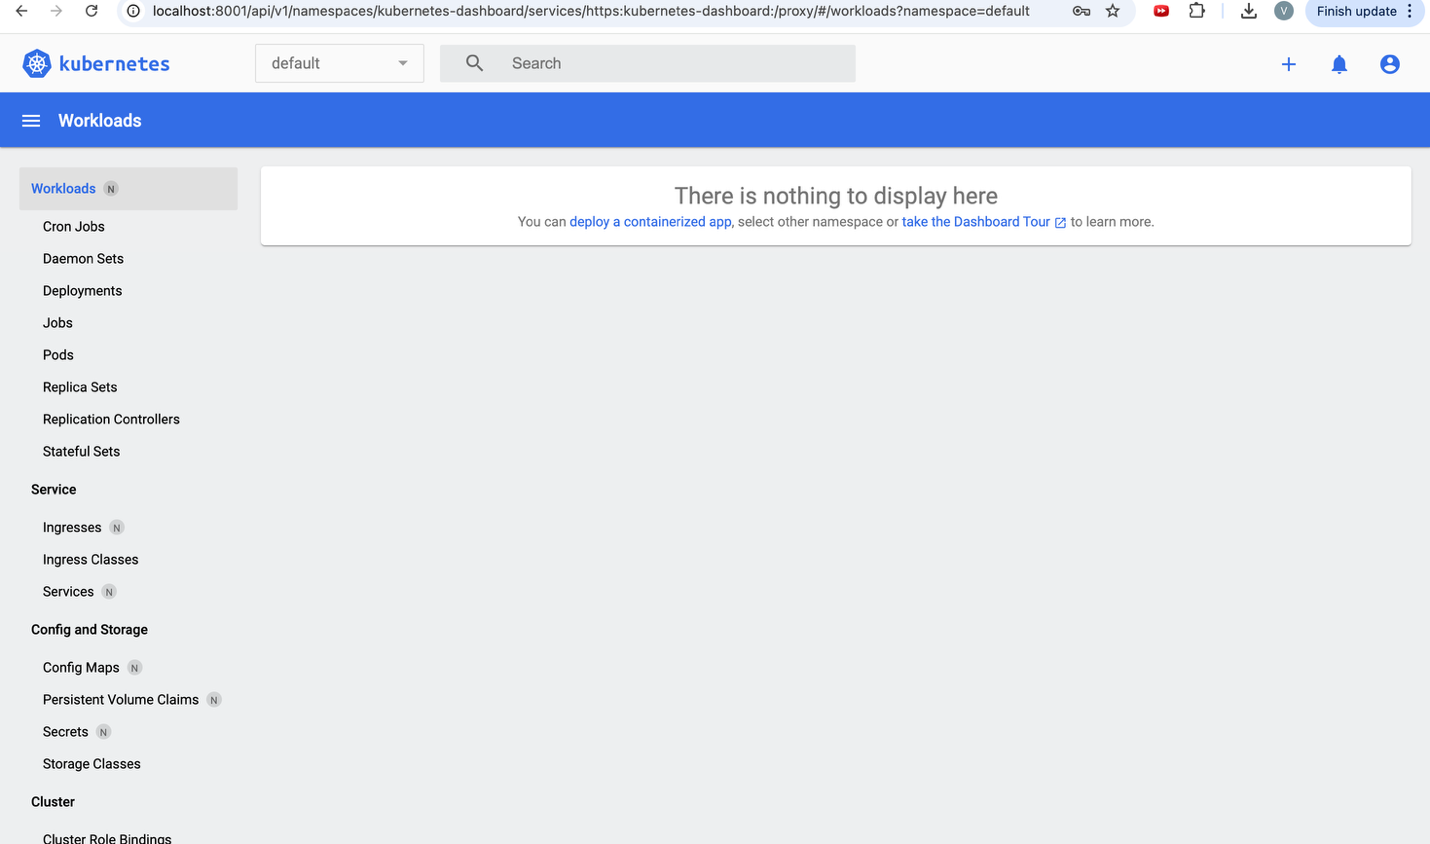 localhost:8001/api/v1/namespaces/kubernetes-dashboard/services/https:kubernetes-dashboard:/proxy/#/workloads?namespace=default
V
Finish update
kubernetes
default
Search
Workloads
Workloads N
Cron Jobs
Daemon Sets
Deployments
Jobs
Pods
Replica Sets
Replication Controllers
Stateful Sets
Service
Ingresses N
Ingress Classes
Services N
Config and Storage
Config Maps N
Persistent Volume Claims N
Secrets N
Storage Classes
Cluster
Cluster Role Bindings
There is nothing to display here
You can deploy a containerized app, select other namespace or take the Dashboard Tour to learn more.